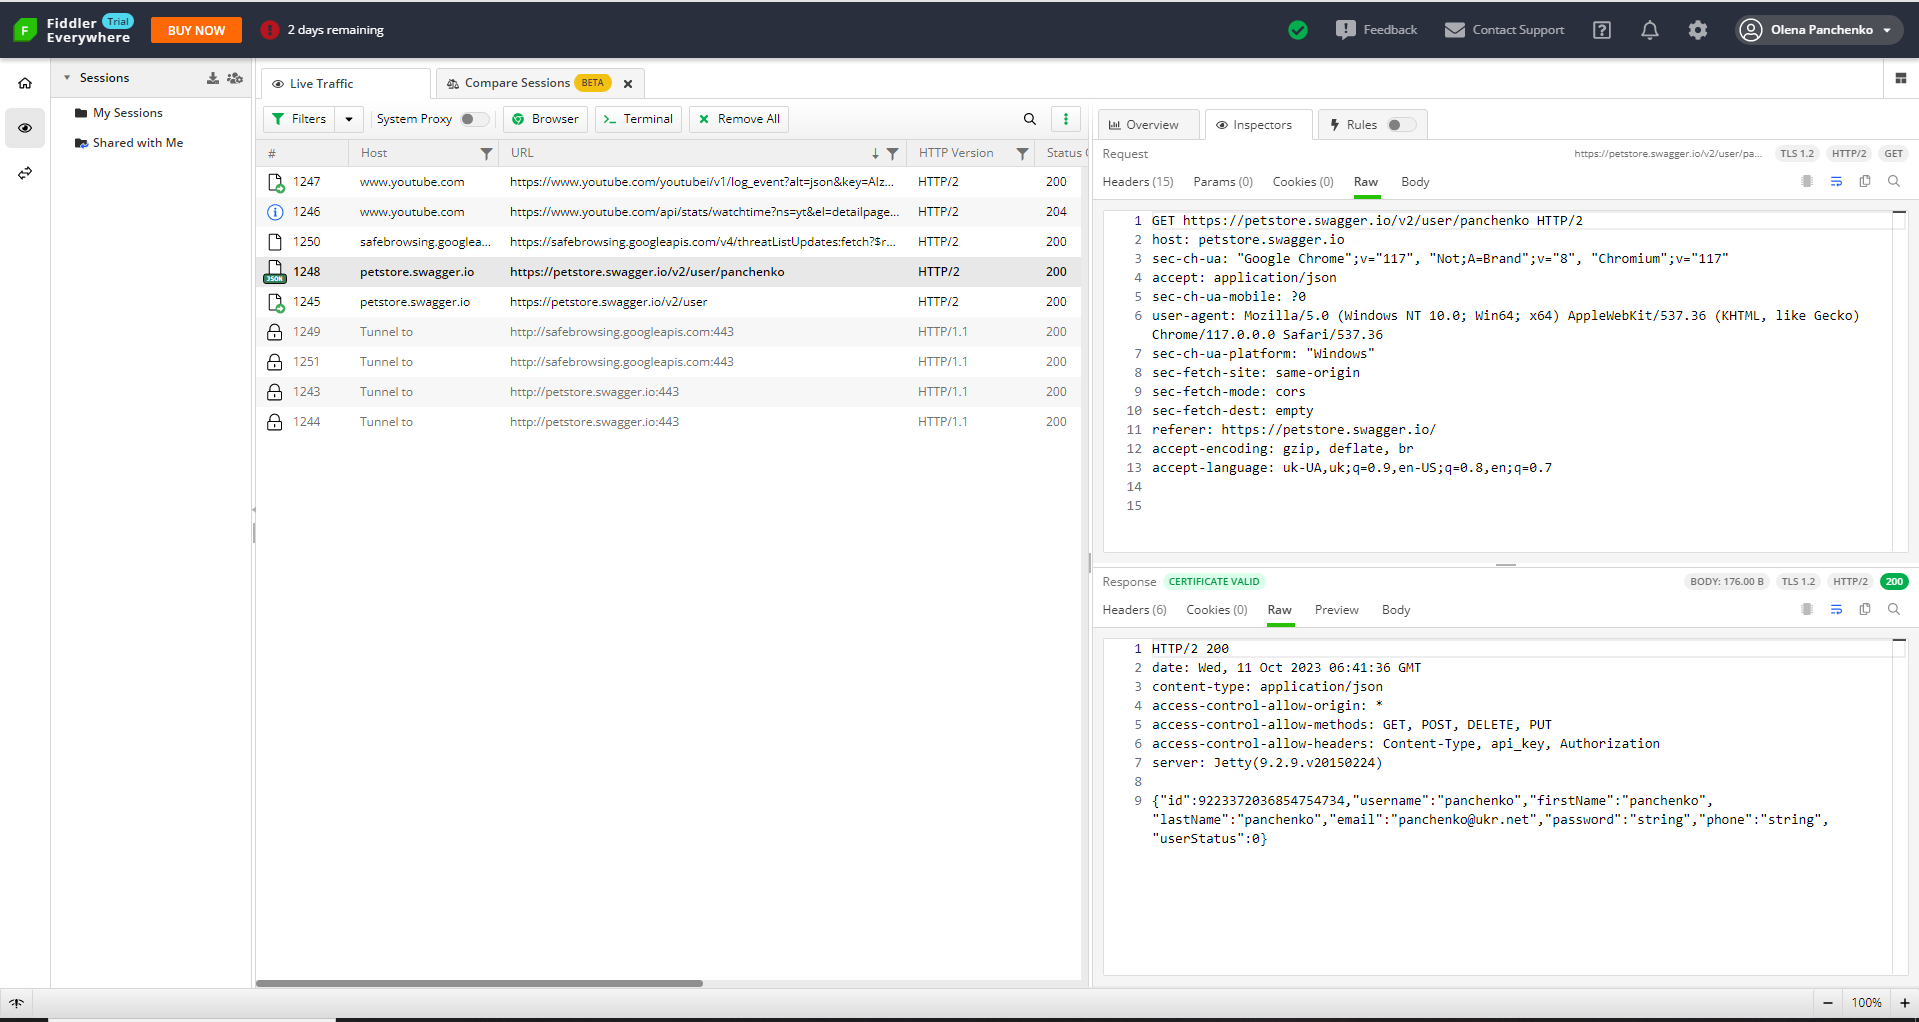 Fiddler Trial
Everywhere
BUY NOW
2 days remaining
Feedback
Contact Support
Olena Panchenko
Sessions
My Sessions
Shared with Me
Live Traffic
Compare Sessions BETA
Filters
System Proxy
Browser
Terminal
Remove All
# Host URL HTTP Version Status C
1247 www.youtube.com https://www.youtube.com/youtubei/v1/log_event?alt=json&key=AIz... HTTP/2 200
1246 www.youtube.com https://www.youtube.com/api/stats/watchtime?ns=yt&el=detailpage... HTTP/2 204
1250 safebrowsing.googlea... https://safebrowsing.googleapis.com/v4/threatListUpdates:fetch?$r... HTTP/2 200
JSON 1248 petstore.swagger.io https://petstore.swagger.io/v2/user/panchenko HTTP/2 200
1245 petstore.swagger.io https://petstore.swagger.io/v2/user HTTP/2 200
1249 Tunnel to http://safebrowsing.googleapis.com:443 HTTP/1.1 200
1251 Tunnel to http://safebrowsing.googleapis.com:443 HTTP/1.1 200
1243 Tunnel to http://petstore.swagger.io:443 HTTP/1.1 200
1244 Tunnel to http://petstore.swagger.io:443 HTTP/1.1 200
Overview
Inspectors
Rules
Request https://petstore.swagger.io/v2/user/pa... TLS 1.2 HTTP/2 GET
Headers (15) Params (0) Cookies (0) Raw Body
1 GET https://petstore.swagger.io/v2/user/panchenko HTTP/2
2 host: petstore.swagger.io
3 sec-ch-ua: "Google Chrome";v="117", "Not;A=Brand";v="8", "Chromium";v="117"
4 accept: application/json
5 sec-ch-ua-mobile: ?0
6 user-agent: Mozilla/5.0 (Windows NT 10.0; Win64; x64) AppleWebKit/537.36 (KHTML, like Gecko)
Chrome/117.0.0.0 Safari/537.36
7 sec-ch-ua-platform: "Windows"
8 sec-fetch-site: same-origin
9 sec-fetch-mode: cors
10 sec-fetch-dest: empty
11 referer: https://petstore.swagger.io/
12 accept-encoding: gzip, deflate, br
13 accept-language: uk-UA,uk;q=0.9,en-US;q=0.8,en;q=0.7
14
15
Response CERTIFICATE VALID BODY: 176.00 B TLS 1.2 HTTP/2 200
Headers (6) Cookies (0) Raw Preview Body
1 HTTP/2 200
2 date: Wed, 11 Oct 2023 06:41:36 GMT
3 content-type: application/json
4 access-control-allow-origin: *
5 access-control-allow-methods: GET, POST, DELETE, PUT
6 access-control-allow-headers: Content-Type, api_key, Authorization
7 server: Jetty(9.2.9.v20150224)
8
9 {"id":9223372036854754734,"username":"panchenko","firstName":"panchenko",
"lastName":"panchenko","email":"panchenko@ukr.net","password":"string","phone":"string",
"userStatus":0}
100%